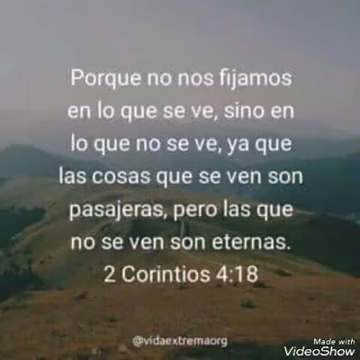 Porque no nos fijamos
en lo que se ve, sino en
lo que no se ve, ya que
las cosas que se ven son
pasajeras, pero las que
no se ven son eternas.
2 Corintios 4:18
@vidaextremaorg
Made with
VideoShow